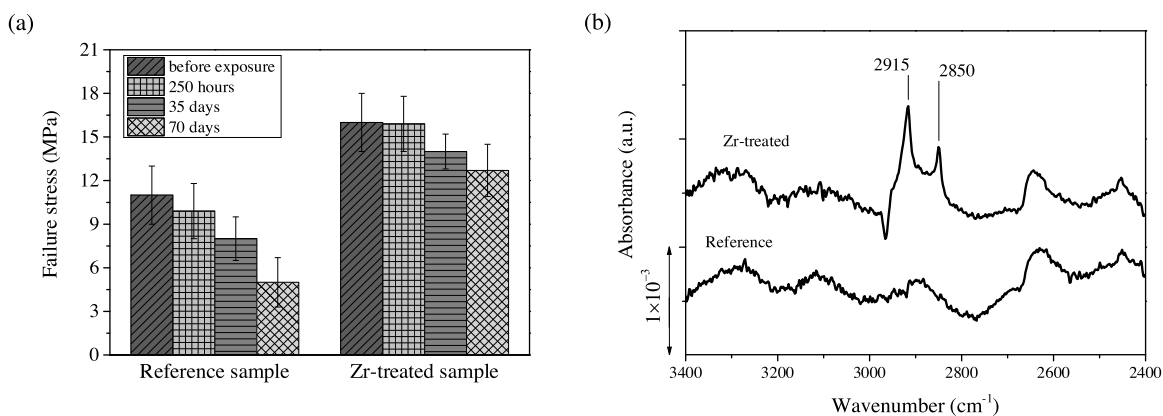 (a)
Failure stress (MPa)
21
18
15
12
9
6
3
0
before exposure
250 hours
35 days
70 days
Reference sample
Zr-treated sample
(b)
Absorbance (a.u.)
1×10⁻³
2915
2850
Zr-treated
Reference
3400
3200
3000
2800
2600
2400
Wavenumber (cm⁻¹)